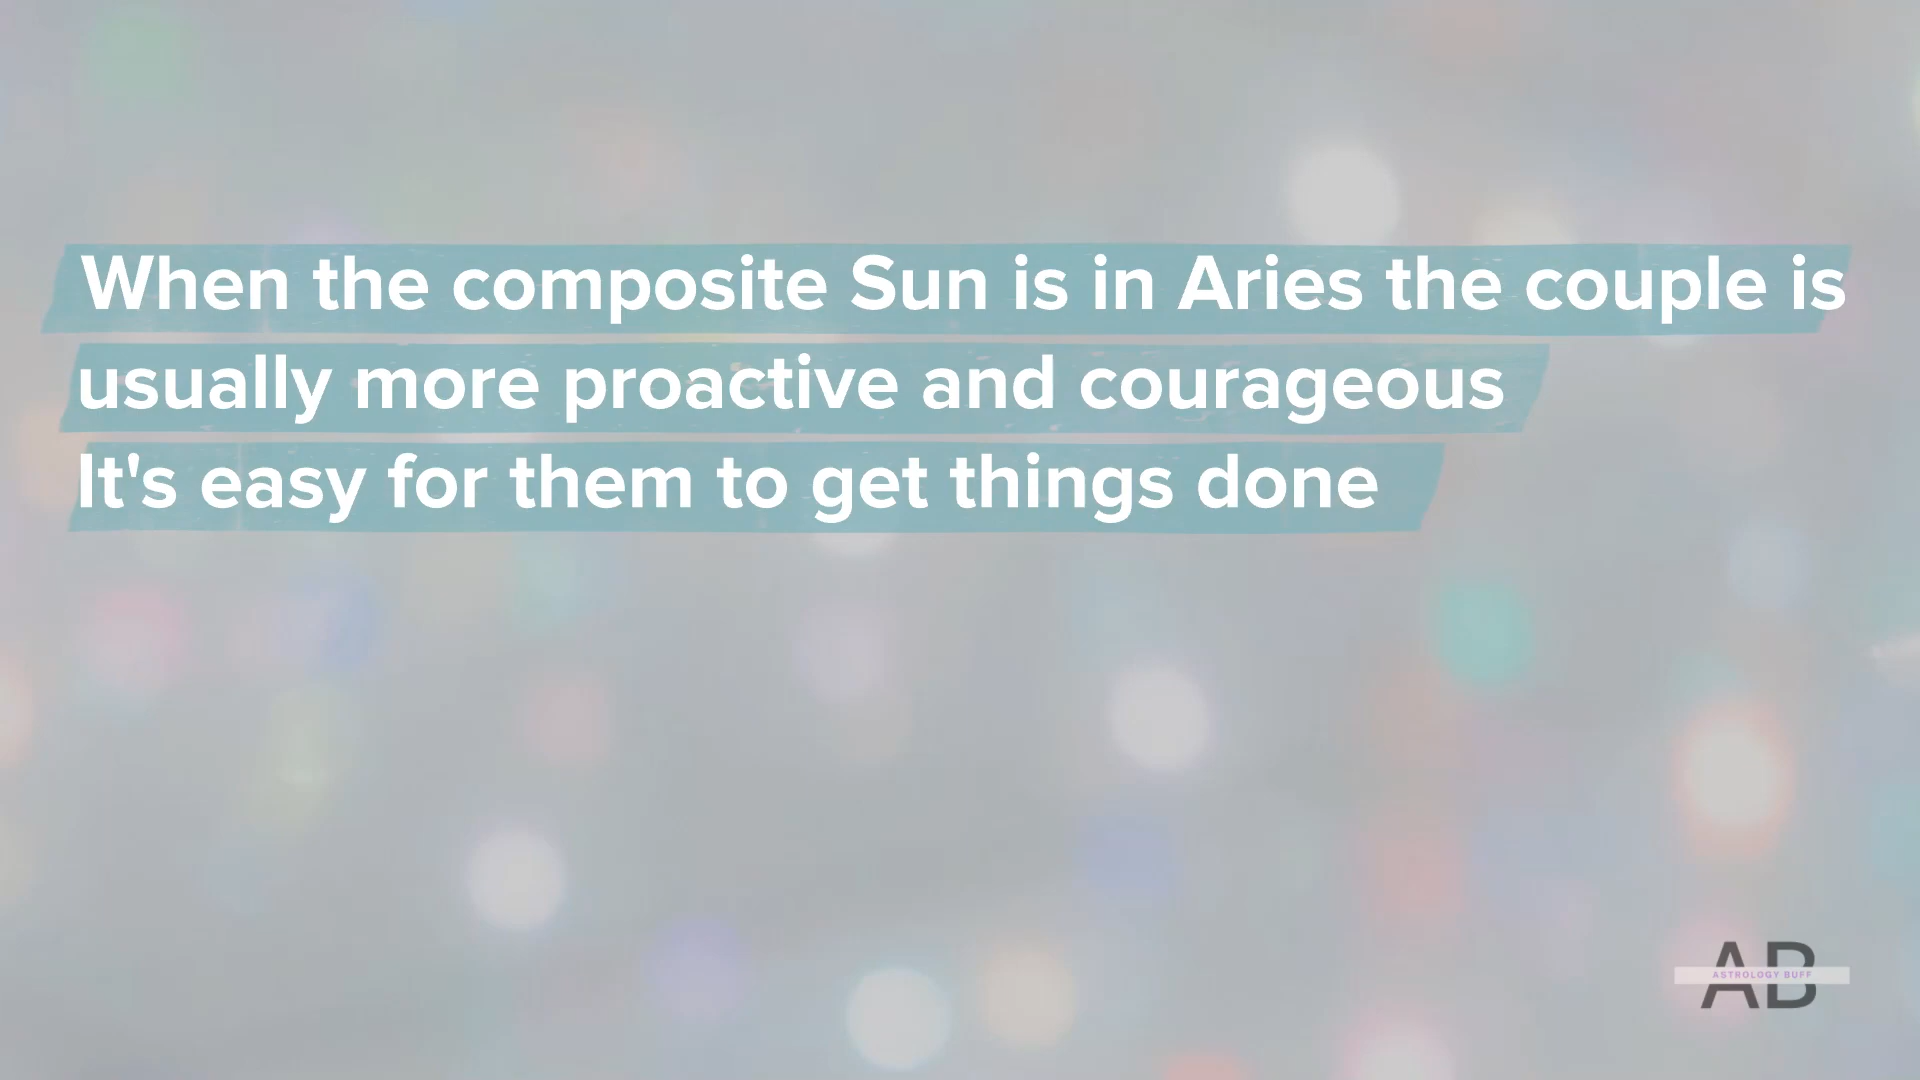 When the composite Sun is in Aries the couple is
usually more proactive and courageous
It's easy for them to get things done
AB
ASTROLOGY BUFF